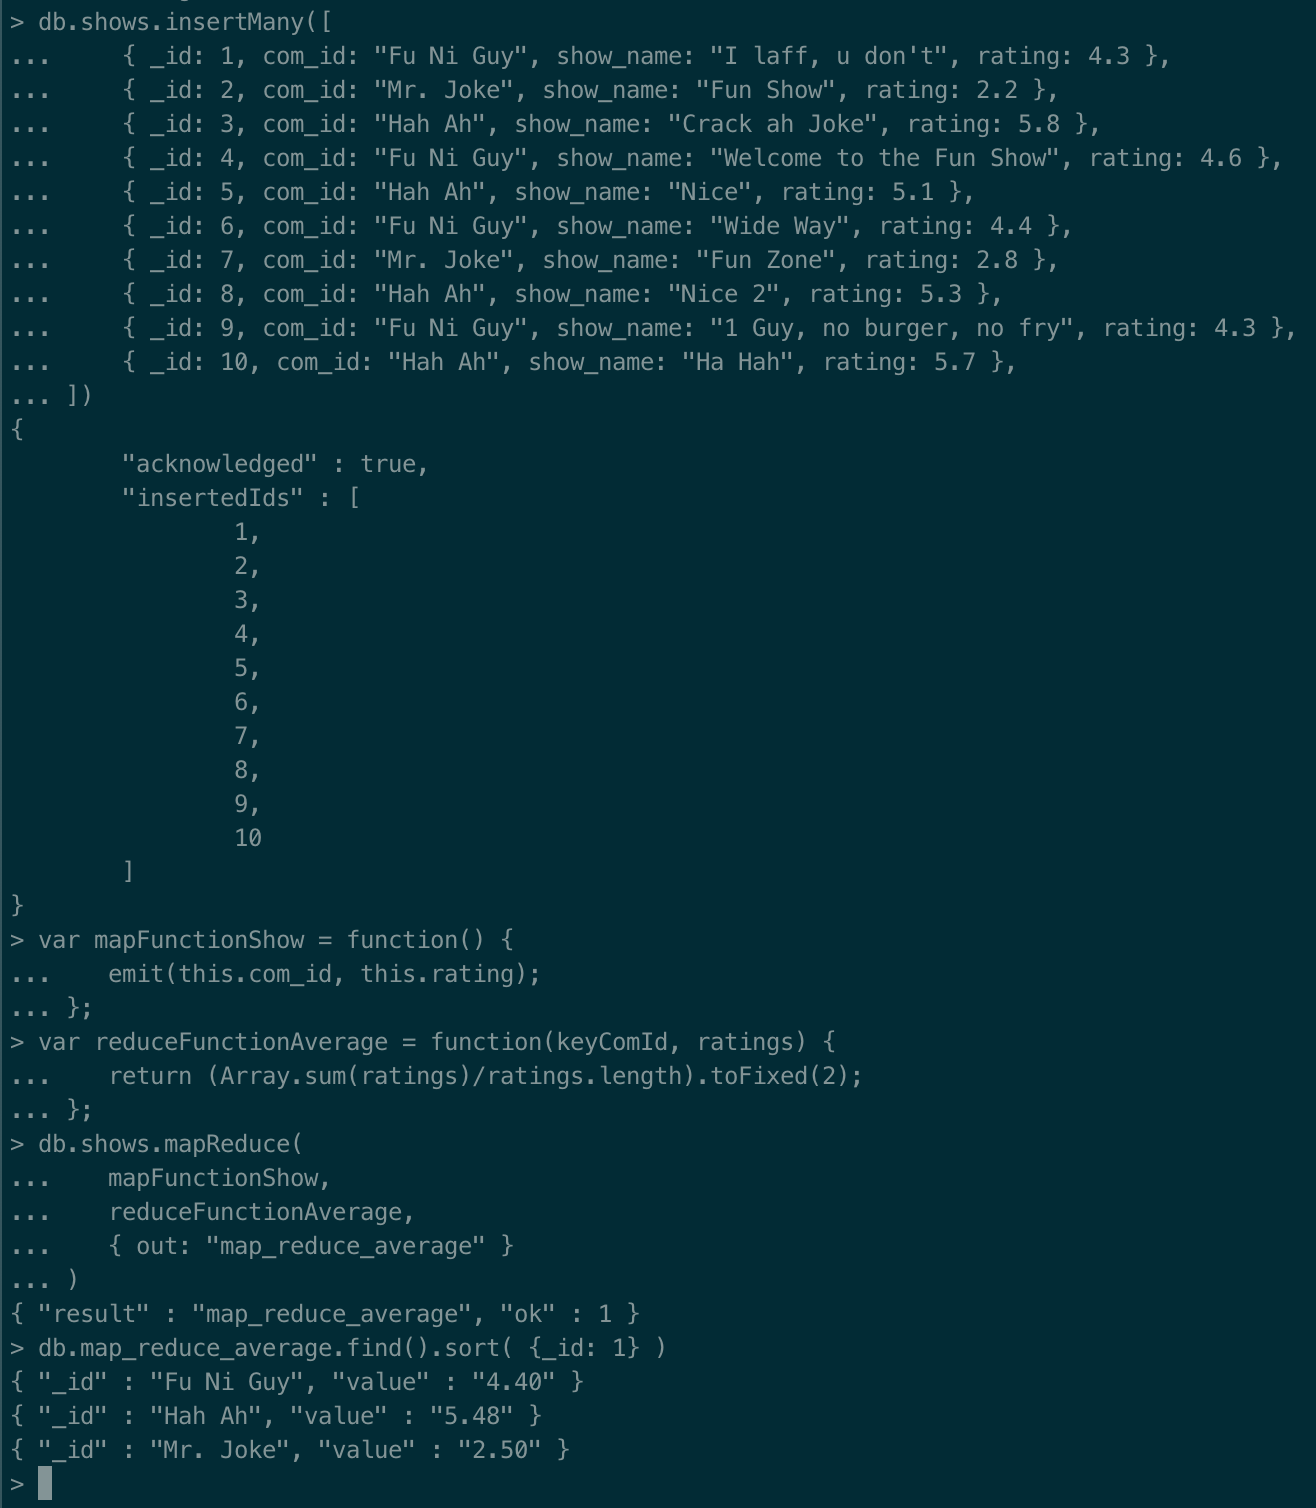 > db.shows.insertMany([
...     { _id: 1, com_id: "Fu Ni Guy", show_name: "I laff, u don't", rating: 4.3 },
...     { _id: 2, com_id: "Mr. Joke", show_name: "Fun Show", rating: 2.2 },
...     { _id: 3, com_id: "Hah Ah", show_name: "Crack ah Joke", rating: 5.8 },
...     { _id: 4, com_id: "Fu Ni Guy", show_name: "Welcome to the Fun Show", rating: 4.6 },
...     { _id: 5, com_id: "Hah Ah", show_name: "Nice", rating: 5.1 },
...     { _id: 6, com_id: "Fu Ni Guy", show_name: "Wide Way", rating: 4.4 },
...     { _id: 7, com_id: "Mr. Joke", show_name: "Fun Zone", rating: 2.8 },
...     { _id: 8, com_id: "Hah Ah", show_name: "Nice 2", rating: 5.3 },
...     { _id: 9, com_id: "Fu Ni Guy", show_name: "1 Guy, no burger, no fry", rating: 4.3 },
...     { _id: 10, com_id: "Hah Ah", show_name: "Ha Hah", rating: 5.7 },
... ])
{
        "acknowledged" : true,
        "insertedIds" : [
                1,
                2,
                3,
                4,
                5,
                6,
                7,
                8,
                9,
                10
        ]
}
> var mapFunctionShow = function() {
...    emit(this.com_id, this.rating);
... };
> var reduceFunctionAverage = function(keyComId, ratings) {
...    return (Array.sum(ratings)/ratings.length).toFixed(2);
... };
> db.shows.mapReduce(
...    mapFunctionShow,
...    reduceFunctionAverage,
...    { out: "map_reduce_average" }
... )
{ "result" : "map_reduce_average", "ok" : 1 }
> db.map_reduce_average.find().sort( {_id: 1} )
{ "_id" : "Fu Ni Guy", "value" : "4.40" }
{ "_id" : "Hah Ah", "value" : "5.48" }
{ "_id" : "Mr. Joke", "value" : "2.50" }
>